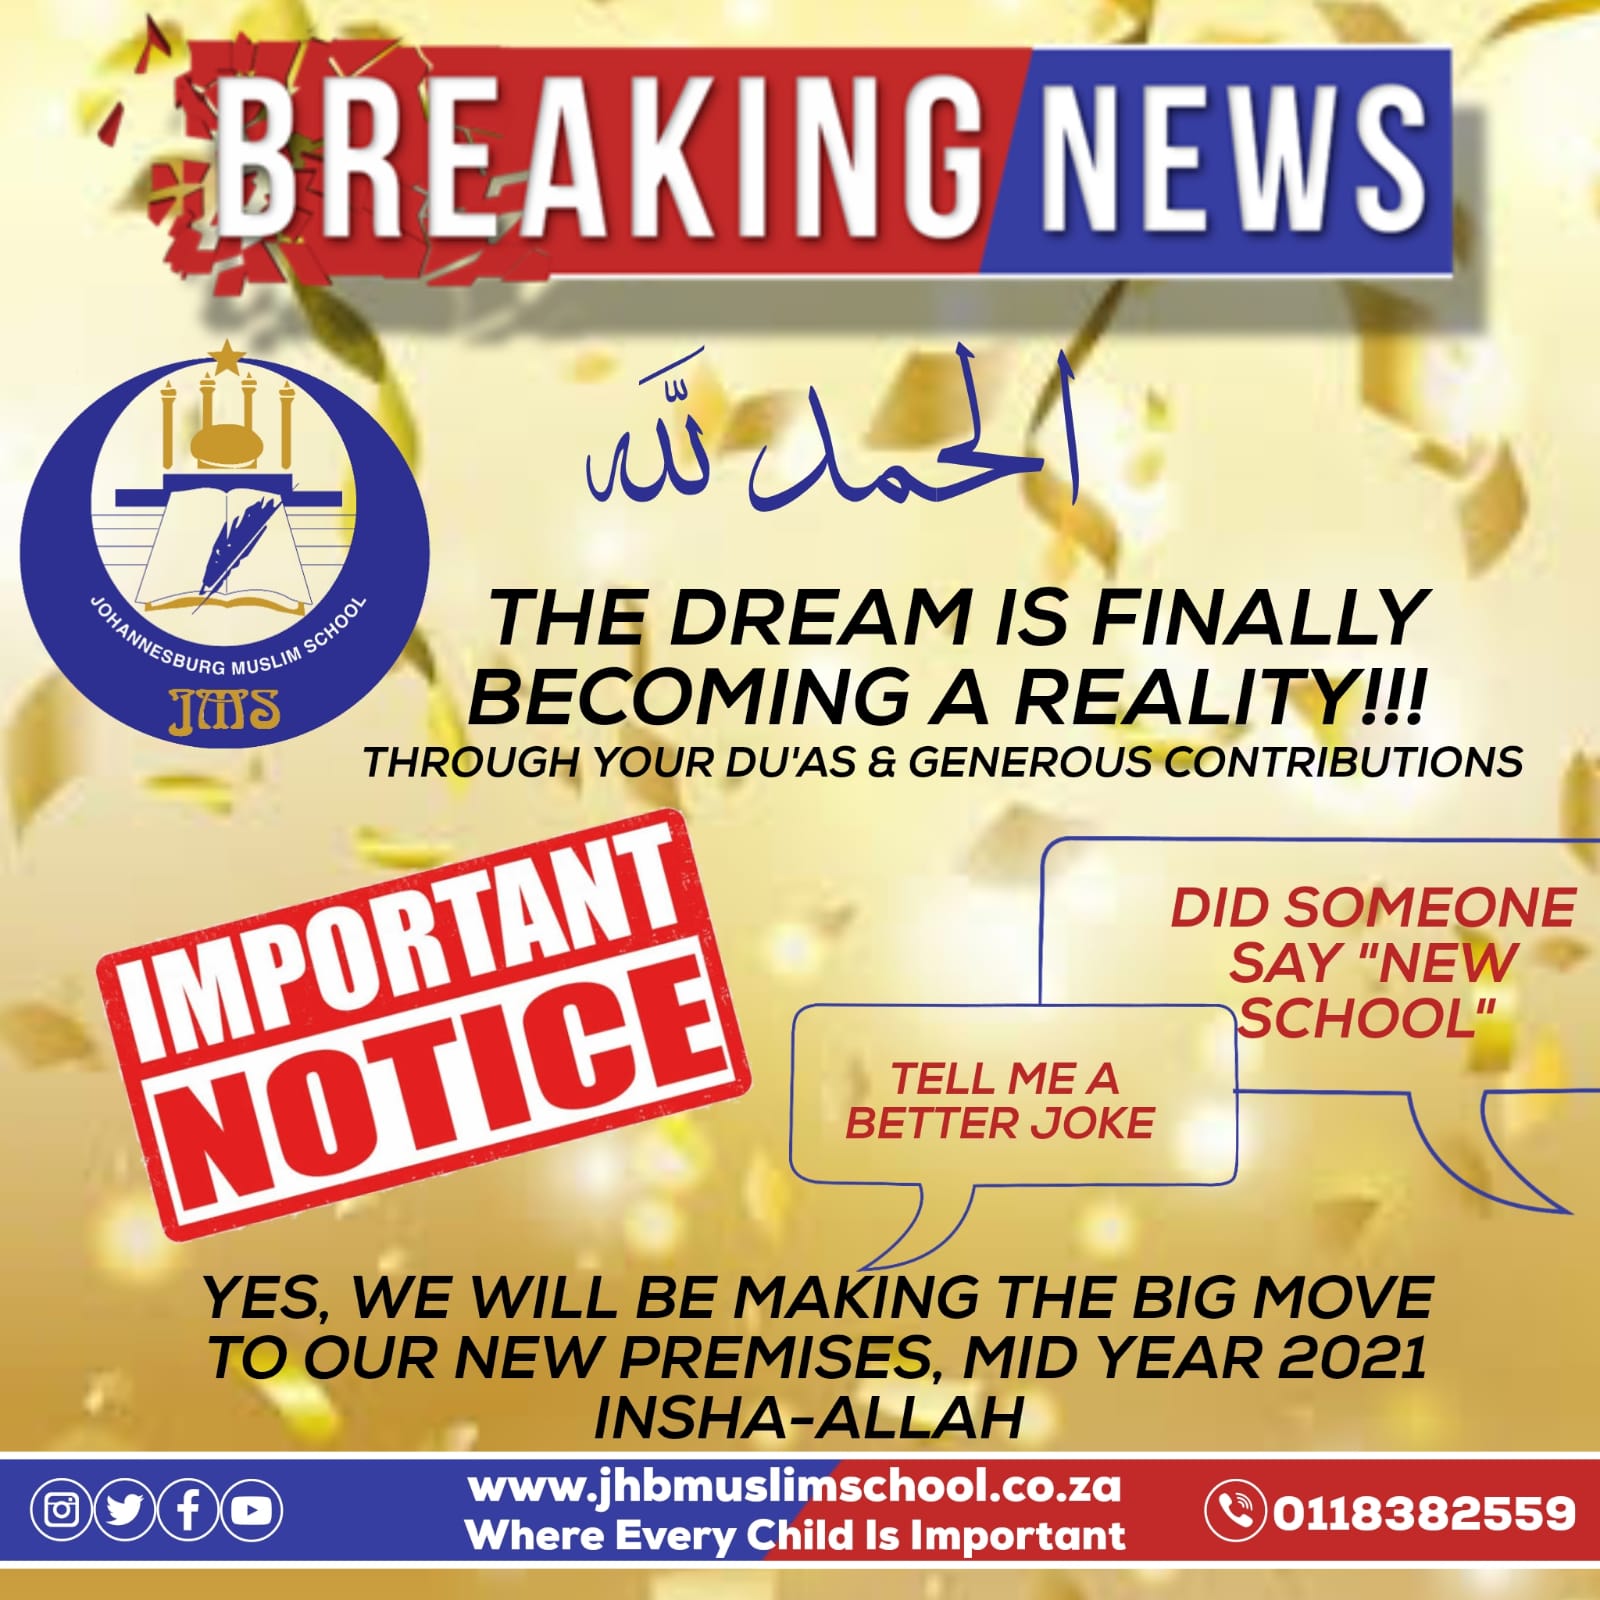 BREAKING NEWS
الحمد لله
JOHANNESBURG MUSLIM SCHOOL
JMS
THE DREAM IS FINALLY
BECOMING A REALITY!!!
THROUGH YOUR DU'AS & GENEROUS CONTRIBUTIONS
IMPORTANT
NOTICE
DID SOMEONE
SAY "NEW
SCHOOL"
TELL ME A
BETTER JOKE
YES, WE WILL BE MAKING THE BIG MOVE
TO OUR NEW PREMISES, MID YEAR 2021
INSHA-ALLAH
www.jhbmuslimschool.co.za
Where Every Child Is Important
0118382559